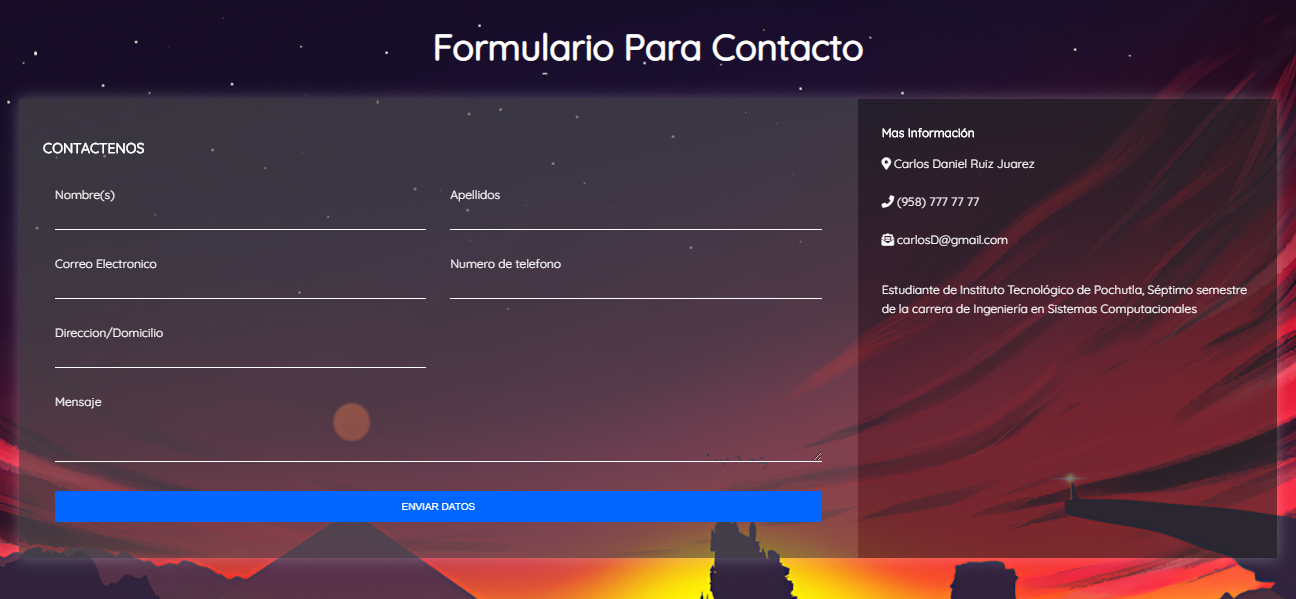 Formulario Para Contacto
CONTACTENOS
Nombre(s)
Apellidos
Correo Electronico
Numero de telefono
Direccion/Domicilio
Mensaje
ENVIAR DATOS
Mas Información
Carlos Daniel Ruiz Juarez
(958) 777 77 77
carlosD@gmail.com
Estudiante de Instituto Tecnológico de Pochutla, Séptimo semestre
de la carrera de Ingeniería en Sistemas Computacionales